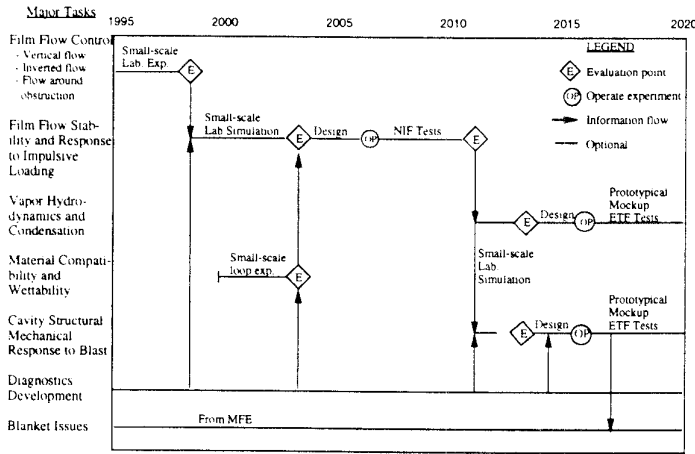 Major Tasks
1995 2000 2005 2010 2015 2020
Film Flow Control
- Vertical flow
- Inverted flow
- Flow around
obstruction
Small-scale
Lab. Exp.
E
LEGEND
E Evaluation point
OP Operate experiment
Information flow
Optional
Film Flow Stab-
ility and Response
to Impulsive
Loading
Small-scale
Lab Simulation
E
Design
OP
NIF Tests
E
Vapor Hydro-
dynamics and
Condensation
E
Design
OP
Prototypical
Mockup
ETF Tests
Material Compati-
bility and
Wettability
Small-scale
loop exp.
E
Small-scale
Lab.
Simulation
Cavity Structural
Mechanical
Response to Blast
E
Design
OP
Prototypical
Mockup
ETF Tests
Diagnostics
Development
Blanket Issues
From MFE